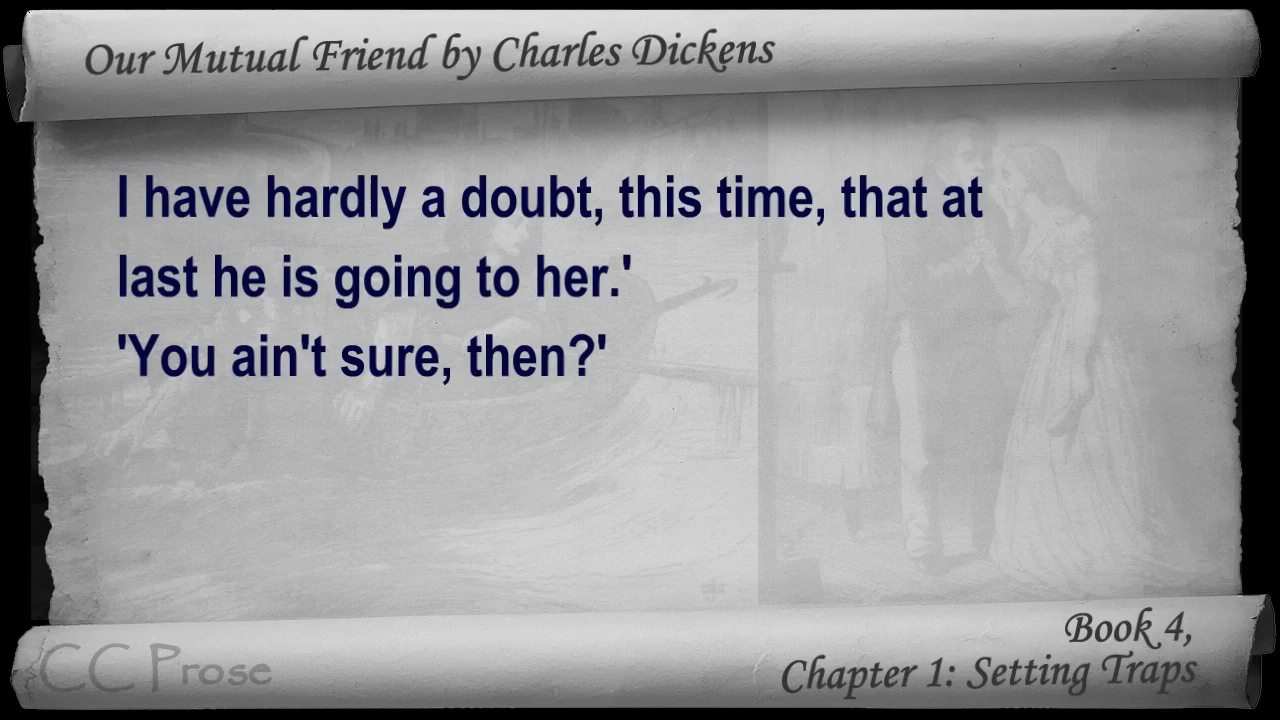 Our Mutual Friend by Charles Dickens
I have hardly a doubt, this time, that at
last he is going to her.'
'You ain't sure, then?'
Book 4,
Chapter 1: Setting Traps
CC Prose